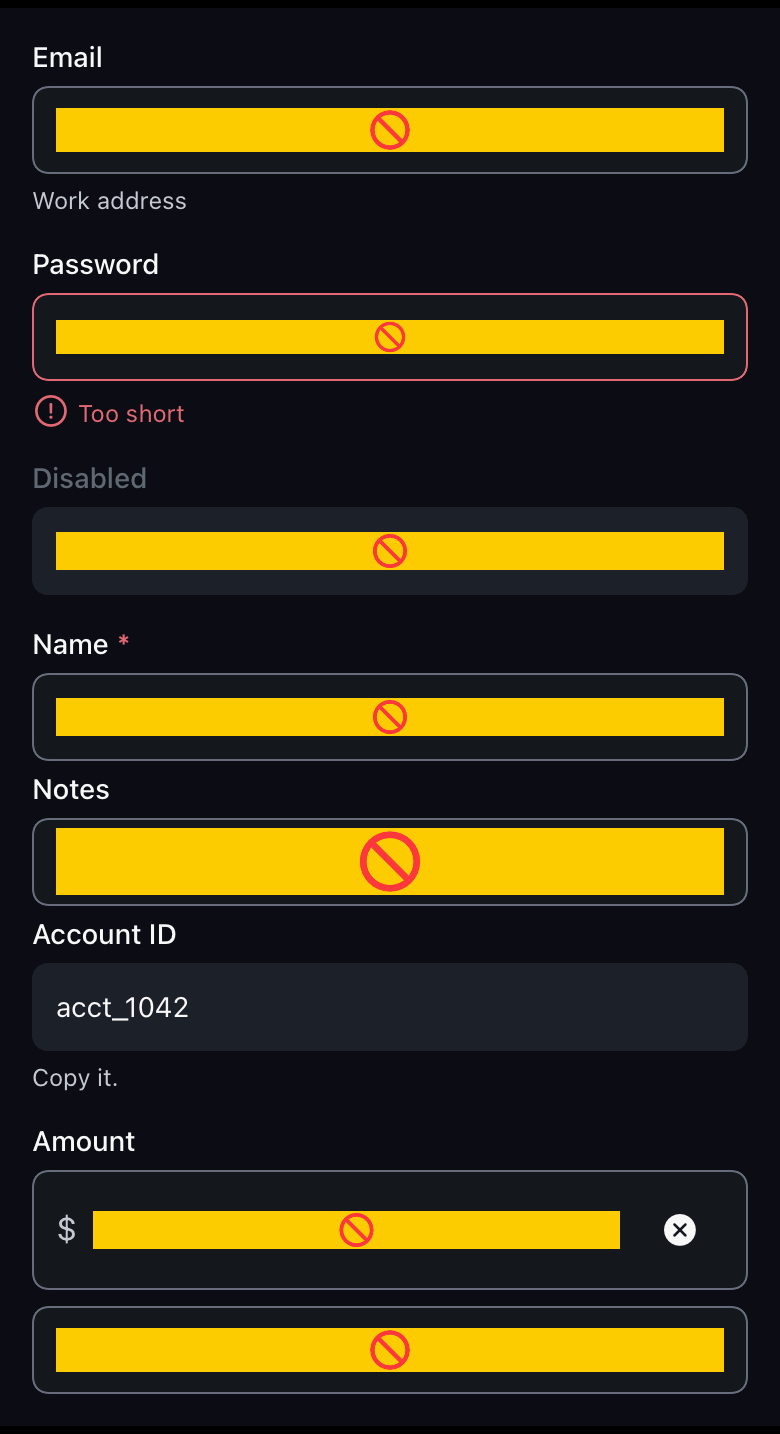 Email
Work address
Password
Too short
Disabled
Name *
Notes
Account ID
acct_1042
Copy it.
Amount
$